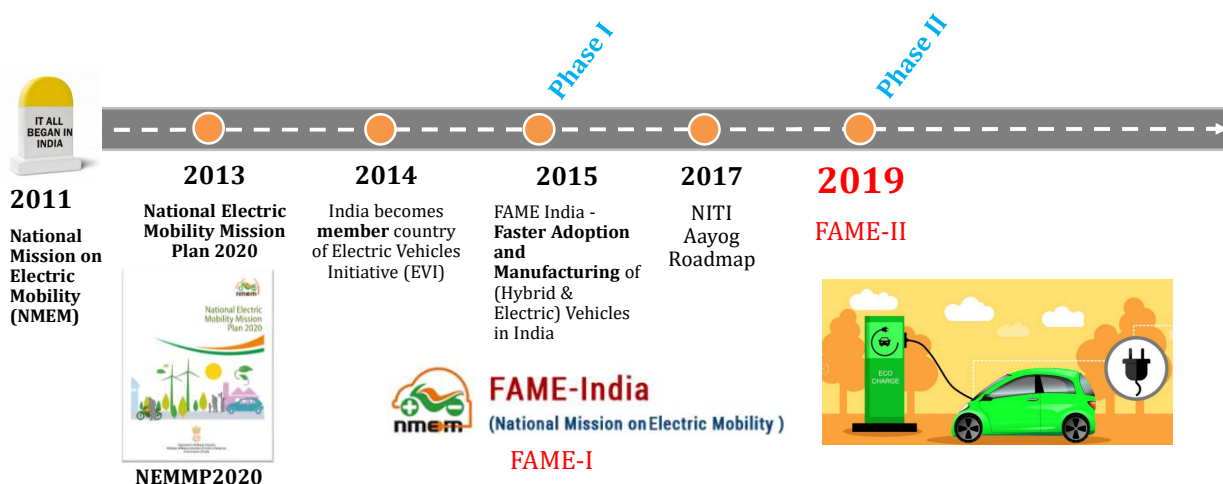 Phase I
Phase II
IT ALL
BEGAN IN
INDIA
2011
National
Mission on
Electric
Mobility
(NMEM)
2013
National Electric
Mobility Mission
Plan 2020
nmem
National Electric
Mobility Mission
Plan 2020
NEMMP2020
2014
India becomes
member country
of Electric Vehicles
Initiative (EVI)
2015
FAME India -
Faster Adoption
and
Manufacturing of
(Hybrid &
Electric) Vehicles
in India
nmem
FAME-India
(National Mission on Electric Mobility )
FAME-I
2017
NITI
Aayog
Roadmap
2019
FAME-II
ECO
CHARGE